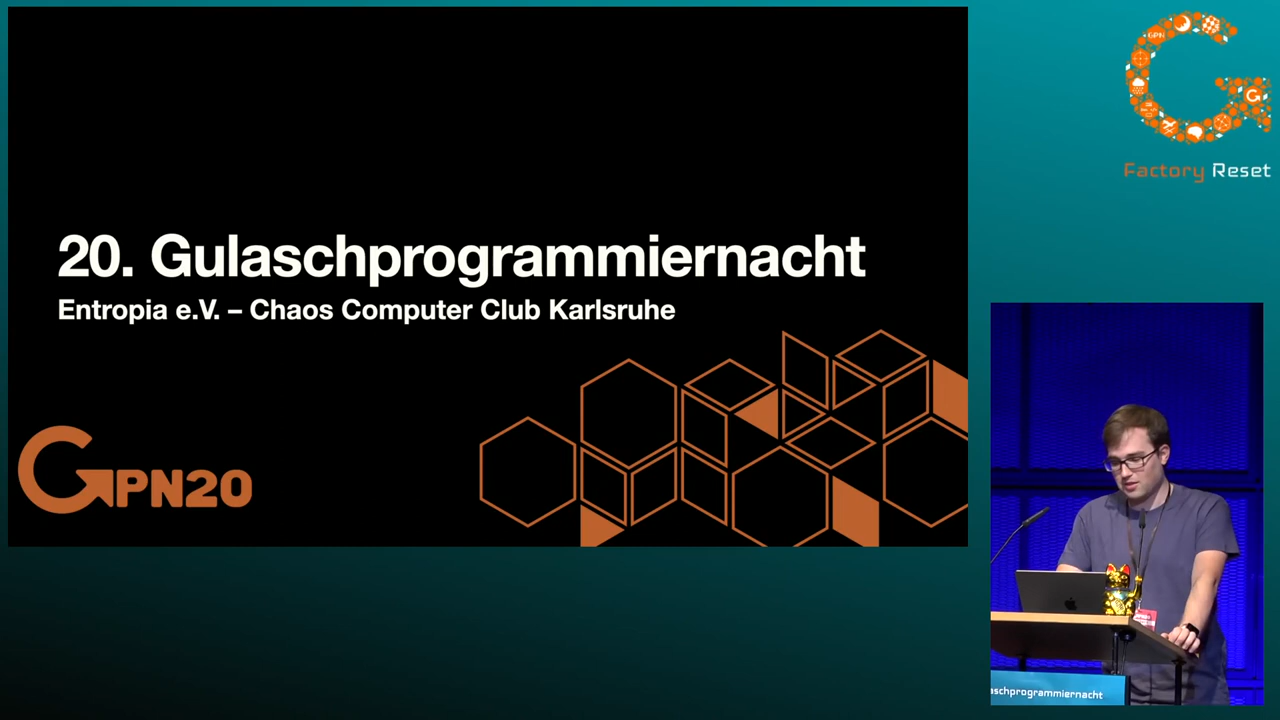 20. Gulaschprogrammiernacht
Entropia e.V. – Chaos Computer Club Karlsruhe
GPN20
Factory Reset
aschprogrammiernacht